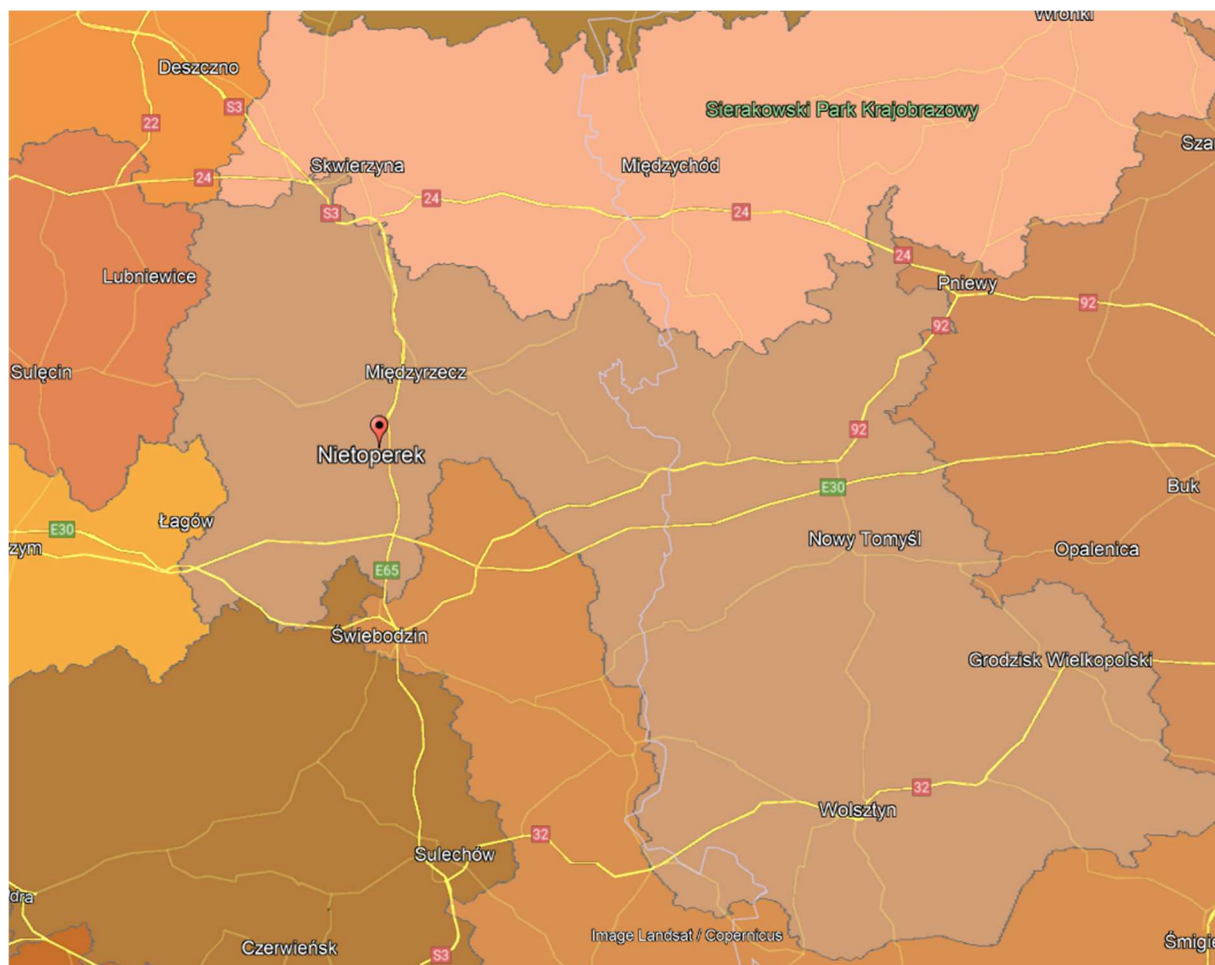 Wronki
Deszczno
S3
22
Sierakowski Park Krajobrazowy
Skwierzyna
Międzychód
24
24
S3
24
24
Lubniewice
Pniewy
92
92
Sulęcin
Międzyrzecz
92
Nietoperek
E30
Buk
Łagów
E30
zym
Nowy Tomyśl
Opalenica
E65
Świebodzin
Grodzisk Wielkopolski
32
Wolsztyn
32
Sulechów
dra
Image Landsat / Copernicus
Czerwieńsk
S3